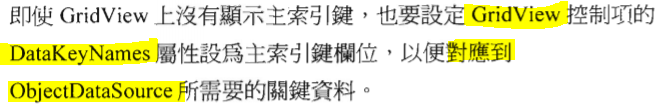 即使 GridView 上沒有顯示主索引鍵，也要設定 GridView 控制項的
DataKeyNames 屬性設為主索引鍵欄位，以便對應到
ObjectDataSource 所需要的關鍵資料。